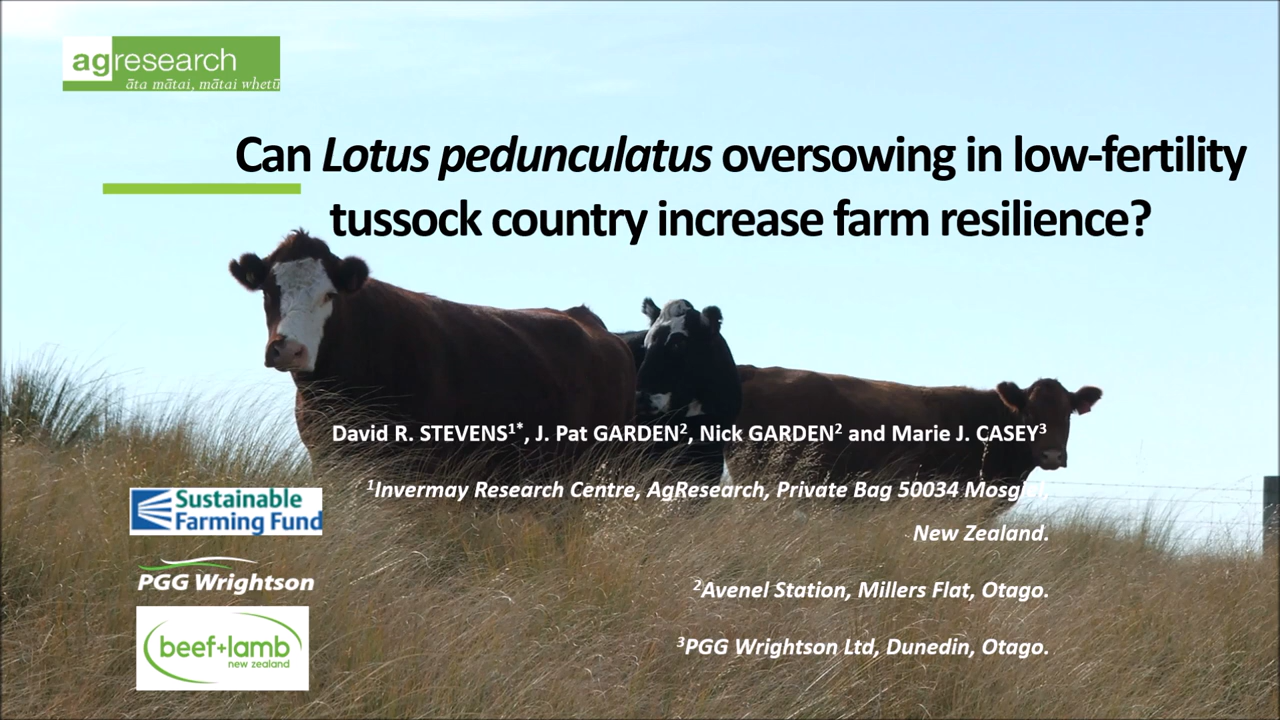 agresearch
āta mātai, mātai whetū
Can Lotus pedunculatus oversowing in low-fertility
tussock country increase farm resilience?
David R. STEVENS¹*, J. Pat GARDEN², Nick GARDEN² and Marie J. CASEY³
¹Invermay Research Centre, AgResearch, Private Bag 50034 Mosgiel,
New Zealand.
²Avenel Station, Millers Flat, Otago.
³PGG Wrightson Ltd, Dunedin, Otago.
Sustainable
Farming Fund
PGG Wrightson
beef+lamb
new zealand